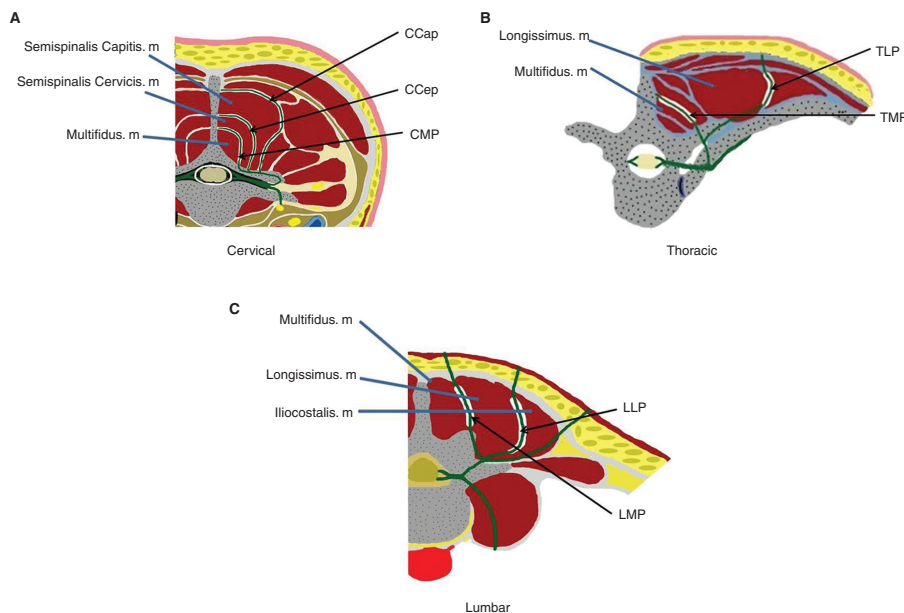 A
Semispinalis Capitis. m
Semispinalis Cervicis. m
Multifidus. m
CCap
CCep
CMP
Cervical
B
Longissimus. m
Multifidus. m
TLP
TMP
Thoracic
C
Multifidus. m
Longissimus. m
Iliocostalis. m
LLP
LMP
Lumbar